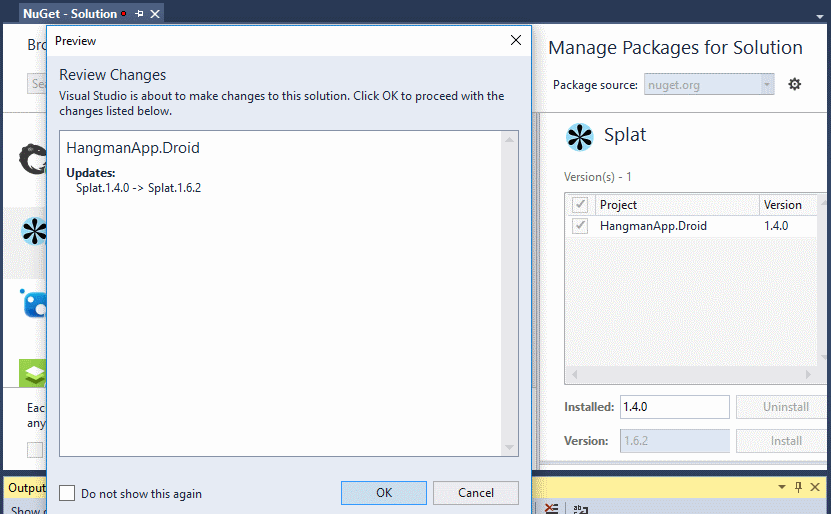 NuGet - Solution
Preview
Review Changes
Visual Studio is about to make changes to this solution. Click OK to proceed with the
changes listed below.
HangmanApp.Droid
Updates:
Splat.1.4.0 -> Splat.1.6.2
Do not show this again
OK
Cancel
Bro
Sea
Each
any
Manage Packages for Solution
Package source: nuget.org
Splat
Version(s) - 1
Project Version
HangmanApp.Droid 1.4.0
Installed: 1.4.0 Uninstall
Version: 1.6.2 Install
Output
Show